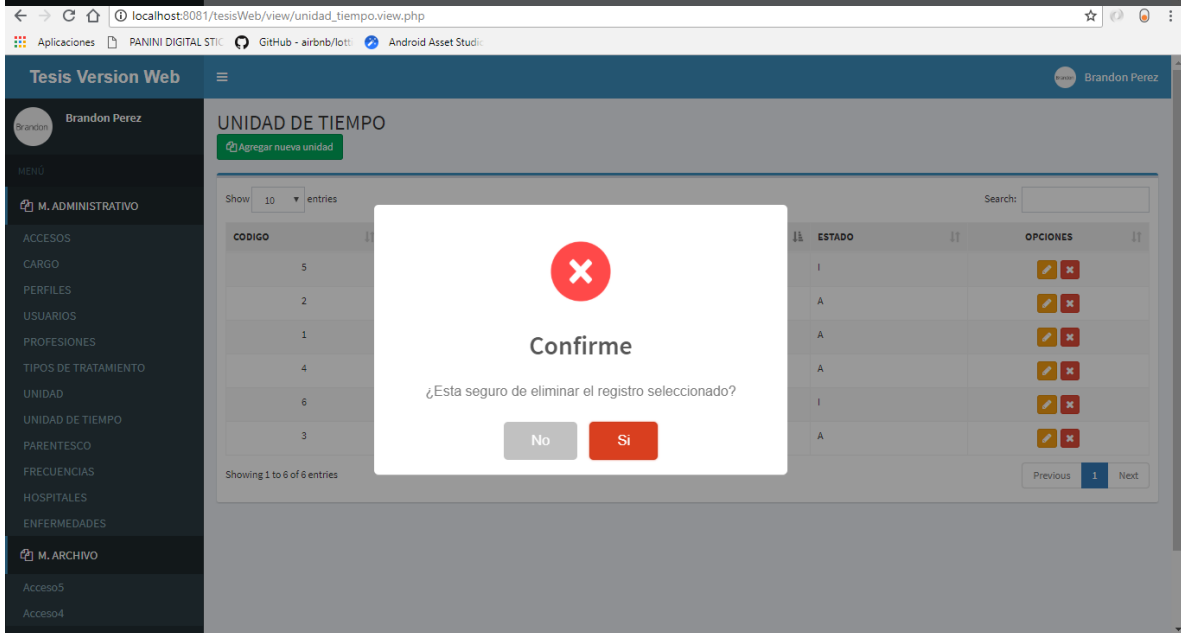 localhost:8081/tesisWeb/view/unidad_tiempo.view.php
Aplicaciones PANINI DIGITAL STIC GitHub - airbnb/lotti Android Asset Studio
Tesis Version Web
Brandon Perez
Brandon
Brandon Perez
MENÚ
M. ADMINISTRATIVO
ACCESOS
CARGO
PERFILES
USUARIOS
PROFESIONES
TIPOS DE TRATAMIENTO
UNIDAD
UNIDAD DE TIEMPO
PARENTESCO
FRECUENCIAS
HOSPITALES
ENFERMEDADES
M. ARCHIVO
Acceso5
Acceso4
UNIDAD DE TIEMPO
Agregar nueva unidad
Show 10 entries Search:
CODIGO ESTADO OPCIONES
5 I
2 A
1 A
4 A
6 I
3 A
Showing 1 to 6 of 6 entries Previous 1 Next
Confirme
¿Esta seguro de eliminar el registro seleccionado?
No Si